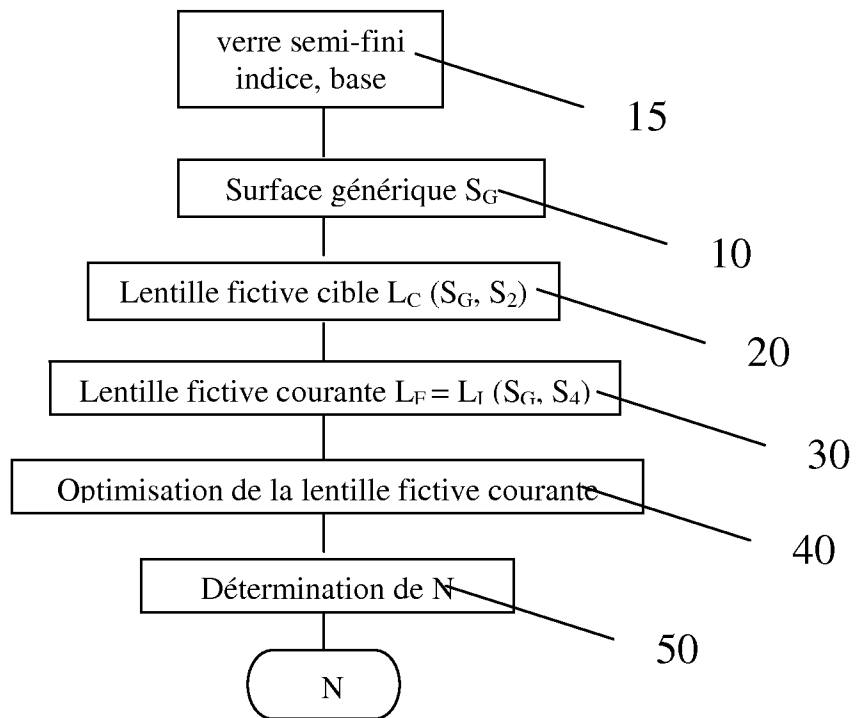 verre semi-fini
indice, base
15
Surface générique S_G
10
Lentille fictive cible L_C (S_G, S_2)
20
Lentille fictive courante L_F = L_I (S_G, S_4)
30
Optimisation de la lentille fictive courante
40
Détermination de N
50
N